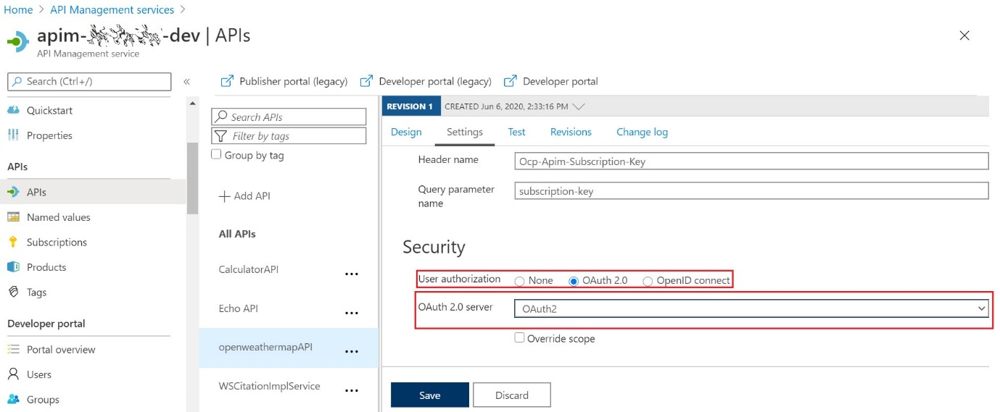 Home > API Management services >
apim- -dev | APIs
API Management service
Search (Ctrl+/)
«
Quickstart
Properties
APIs
APIs
Named values
Subscriptions
Products
Tags
Developer portal
Portal overview
Users
Groups
Publisher portal (legacy)
Developer portal (legacy)
Developer portal
Search APIs
Filter by tags
Group by tag
+ Add API
All APIs
CalculatorAPI ...
Echo API ...
openweathermapAPI ...
WSCitationImplService ...
REVISION 1 CREATED Jun 6, 2020, 2:33:16 PM
Design Settings Test Revisions Change log
Header name Ocp-Apim-Subscription-Key
Query parameter
name
subscription-key
Security
User authorization None OAuth 2.0 OpenID connect
OAuth 2.0 server OAuth2
Override scope
Save Discard